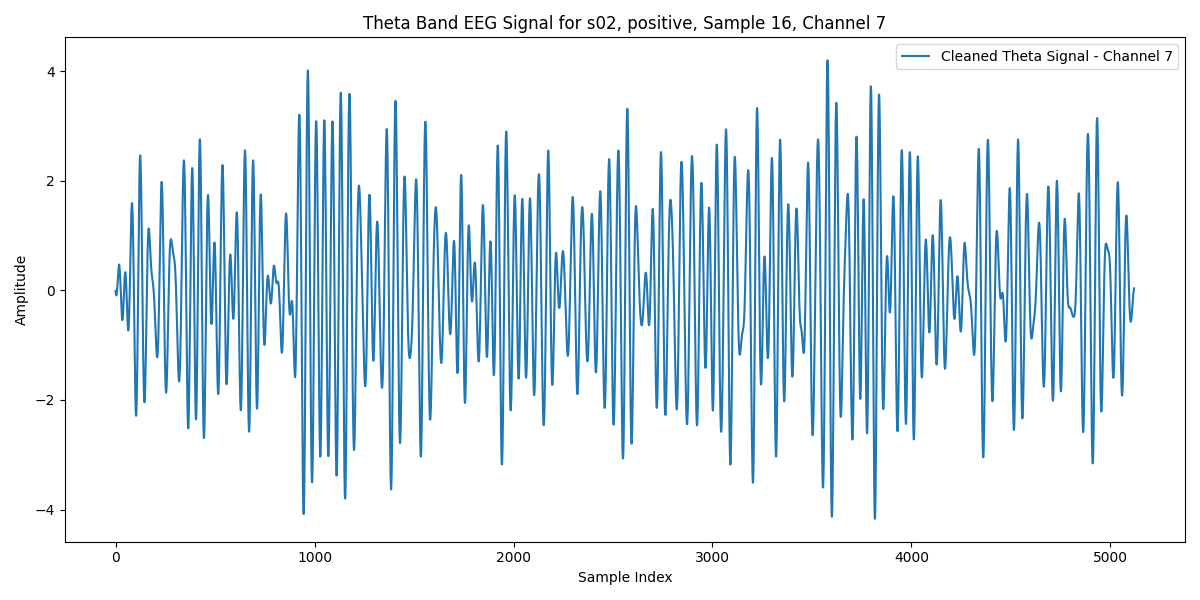 Theta Band EEG Signal for s02, positive, Sample 16, Channel 7
Cleaned Theta Signal - Channel 7
Amplitude
4
2
0
−2
−4
0 1000 2000 3000 4000 5000
Sample Index